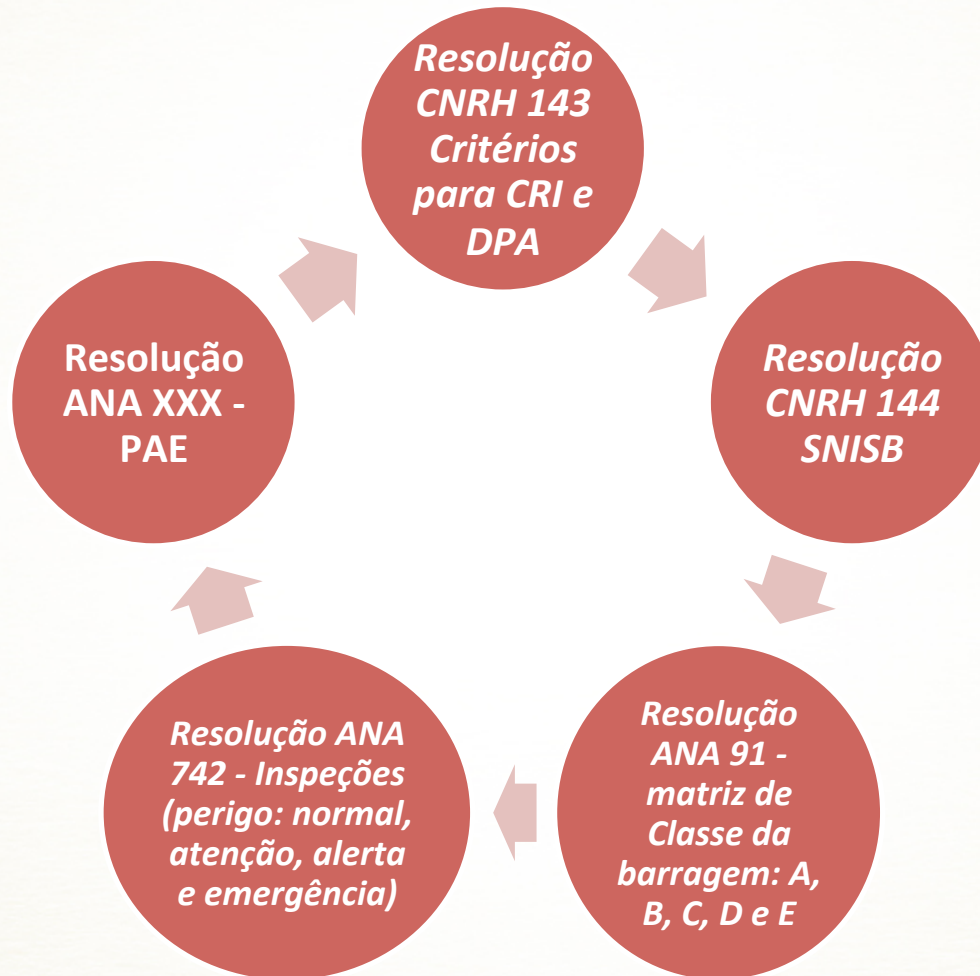 Resolução
CNRH 143
Critérios
para CRI e
DPA
Resolução
CNRH 144
SNISB
Resolução
ANA 91 -
matriz de
Classe da
barragem: A,
B, C, D e E
Resolução ANA
742 - Inspeções
(perigo: normal,
atenção, alerta
e emergência)
Resolução
ANA XXX -
PAE